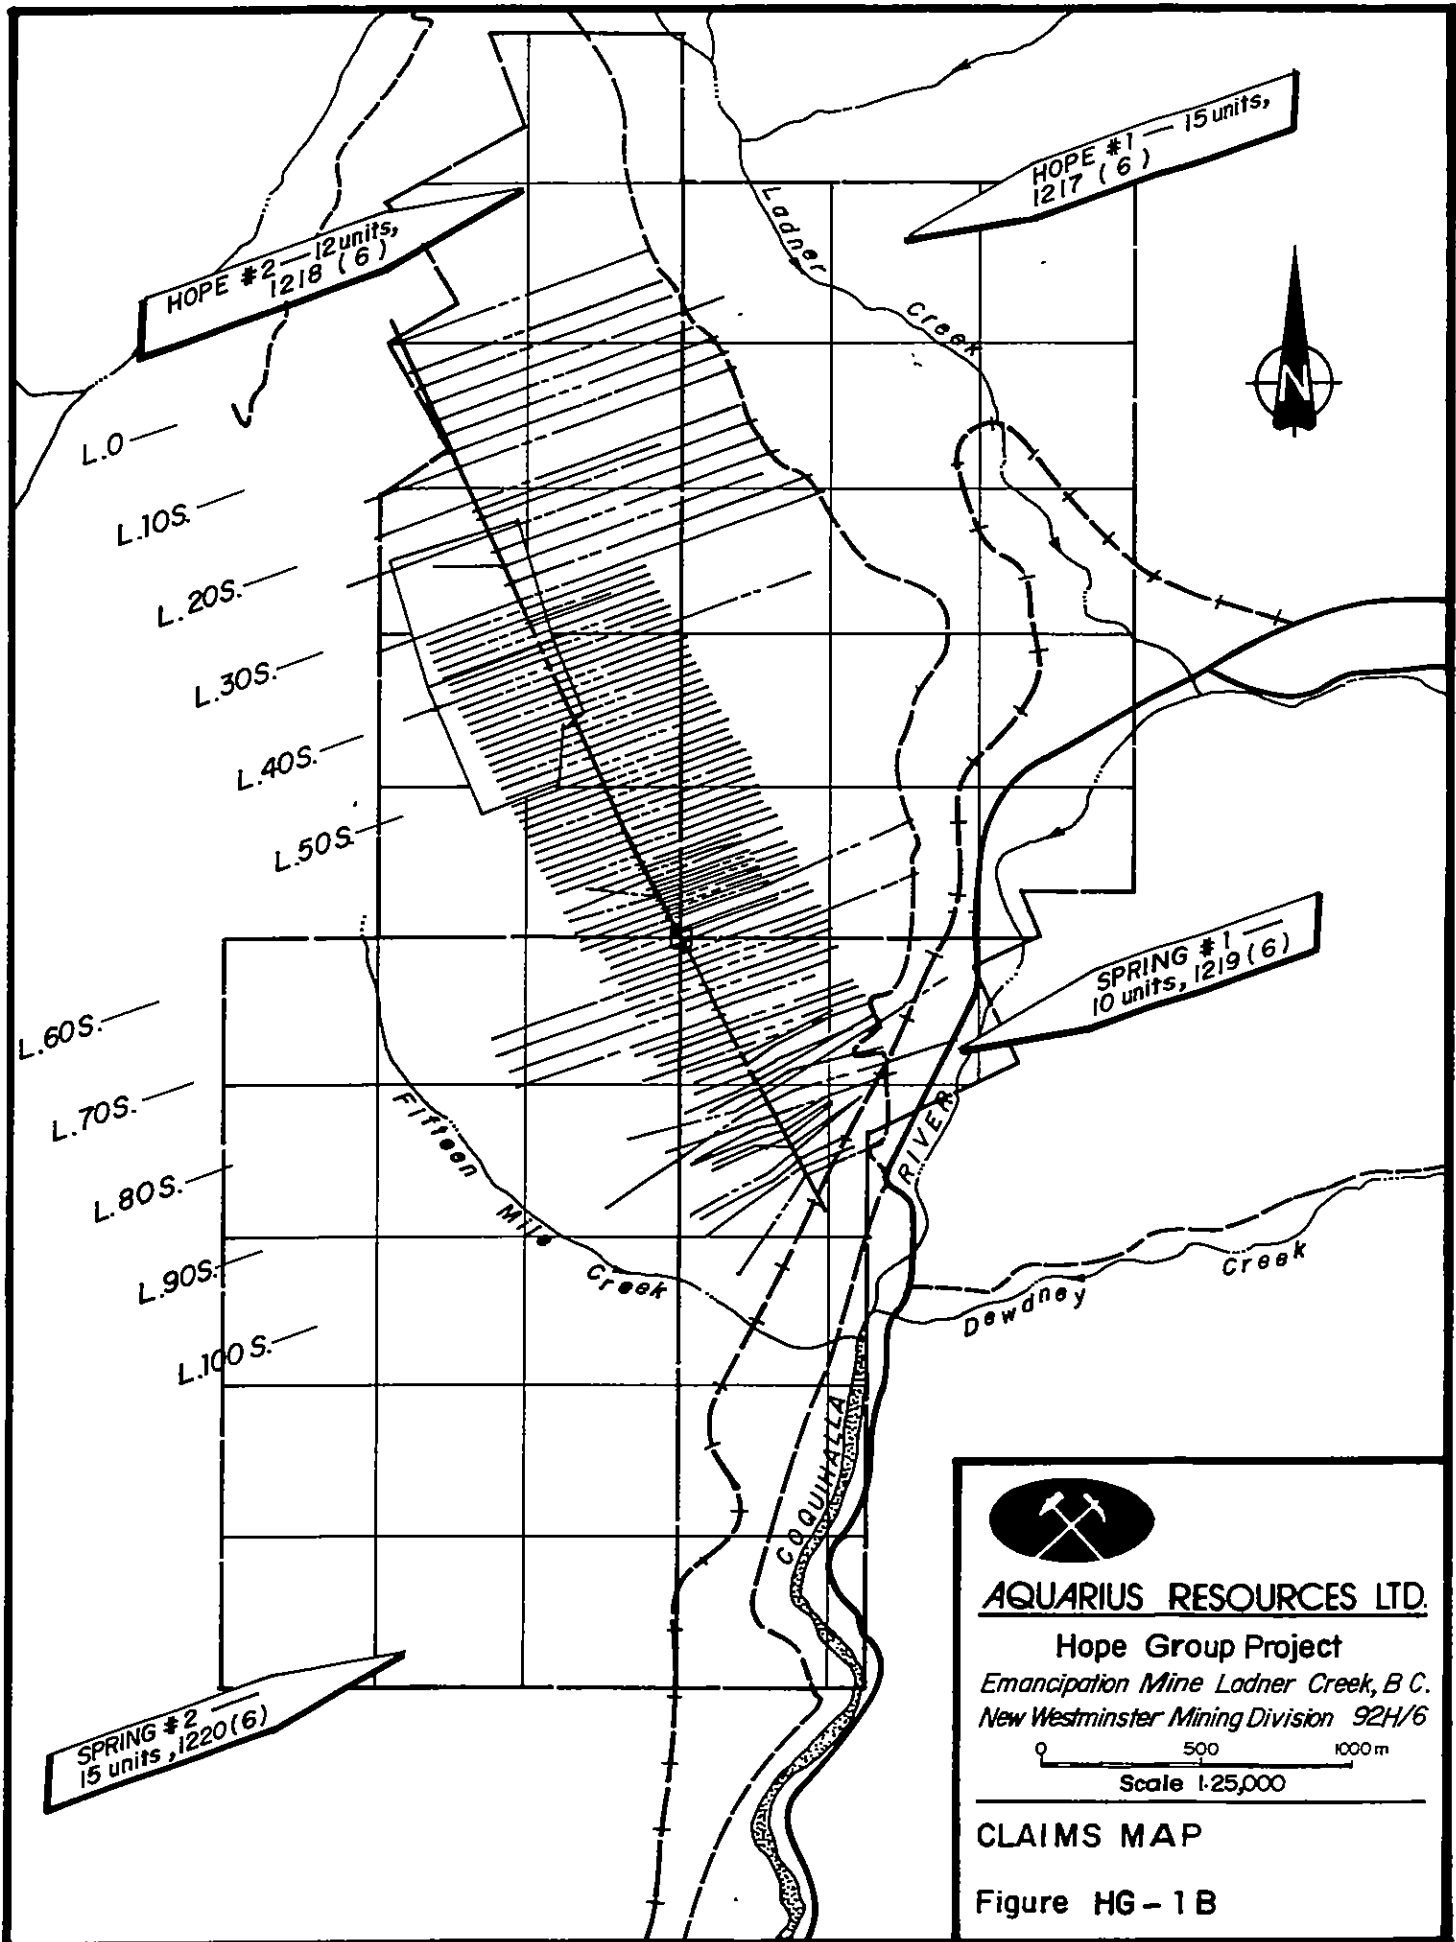 HOPE #1 — 15 units,
1217 (6)
Ladner
Creek
HOPE #2 — 12 units,
1218 (6)
N
L.0
L.10S.
L.20S.
L.30S.
L.40S.
L.50S.
SPRING #1
10 units, 1219 (6)
L.60S.
L.70S.
L.80S.
L.90S.
L.100S.
Fifteen
Mile
Creek
RIVER
COQUIHALLA
Dewdney
Creek
SPRING #2
15 units, 1220 (6)
AQUARIUS RESOURCES LTD.
Hope Group Project
Emancipation Mine Ladner Creek, B C.
New Westminster Mining Division 92H/6
0 500 1000 m
Scale 1:25,000
CLAIMS MAP
Figure HG - 1 B